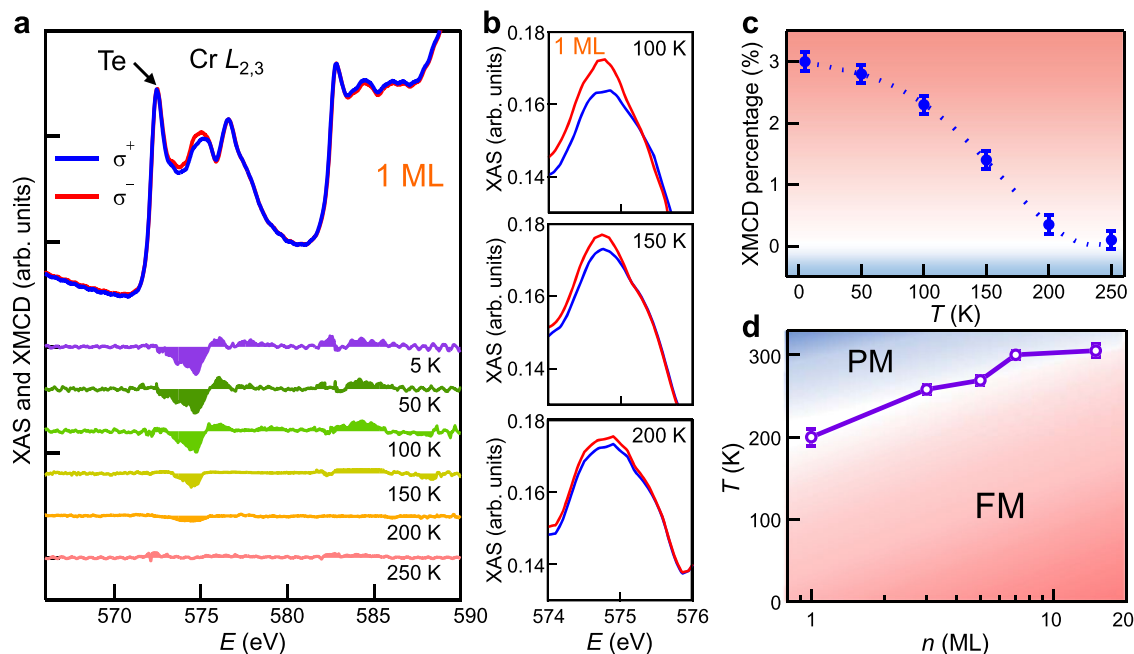 a
Te
Cr L2,3
σ+
σ−
1 ML
5 K
50 K
100 K
150 K
200 K
250 K
XAS and XMCD (arb. units)
570
575
580
585
590
E (eV)
b
0.18
1 ML
100 K
0.16
0.14
XAS (arb. units)
0.18
150 K
0.16
0.14
XAS (arb. units)
0.18
200 K
0.16
0.14
XAS (arb. units)
574
575
576
E (eV)
c
3
2
1
0
XMCD percentage (%)
0
50
100
150
200
250
T (K)
d
300
200
100
0
T (K)
PM
FM
1
10
20
n (ML)